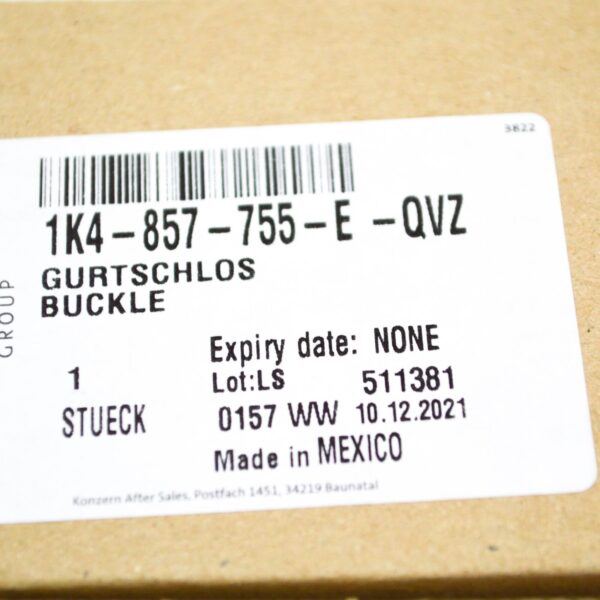 3822
1K4-857-755-E -QVZ
GURTSCHLOS
BUCKLE
GROUP
Expiry date: NONE
1 Lot:LS 511381
STUECK 0157 WW 10.12.2021
Made in MEXICO
Konzern After Sales, Postfach 1451, 34219 Baunatal